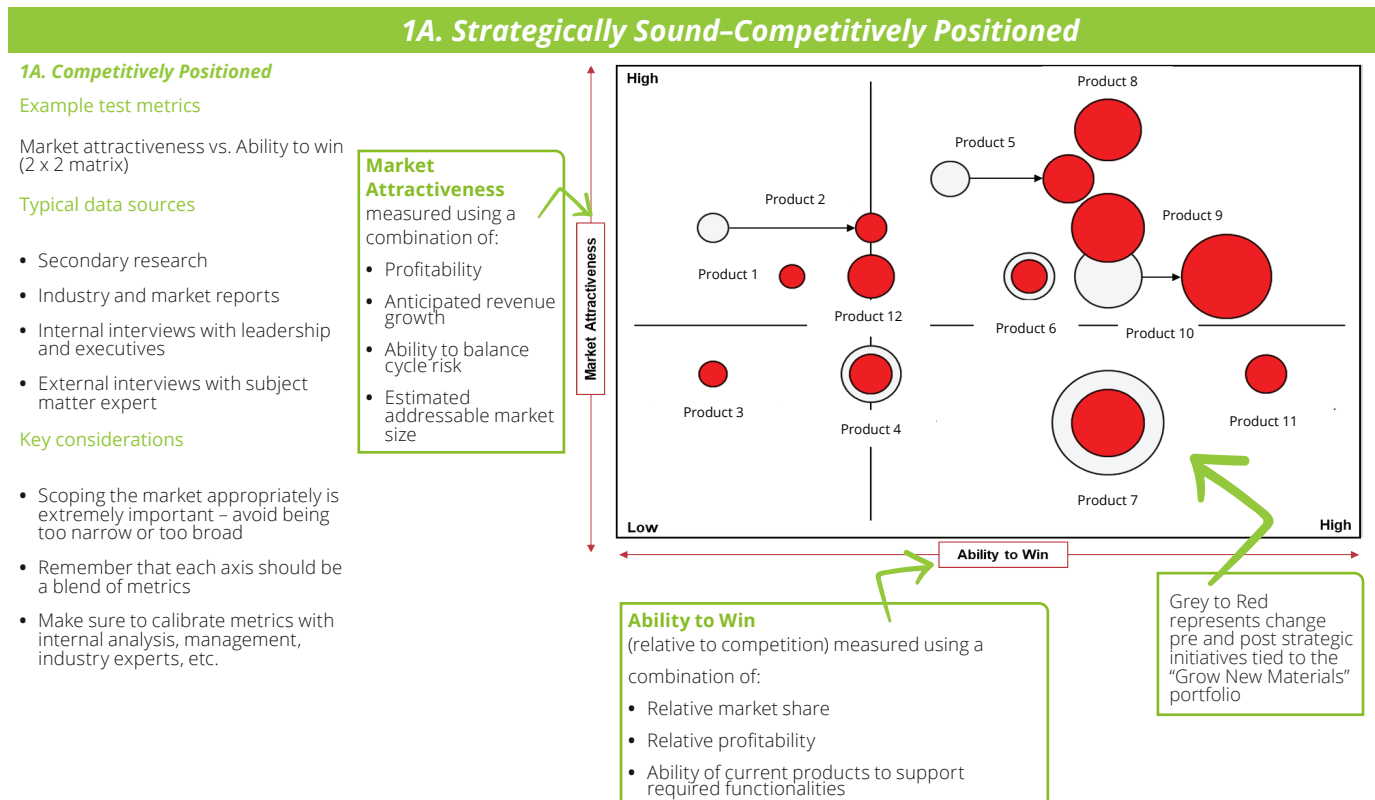 1A. Strategically Sound–Competitively Positioned
1A. Competitively Positioned
Example test metrics
Market attractiveness vs. Ability to win
(2 x 2 matrix)
Typical data sources
• Secondary research
• Industry and market reports
• Internal interviews with leadership
and executives
• External interviews with subject
matter expert
Key considerations
• Scoping the market appropriately is
extremely important – avoid being
too narrow or too broad
• Remember that each axis should be
a blend of metrics
• Make sure to calibrate metrics with
internal analysis, management,
industry experts, etc.
Market
Attractiveness
measured using a
combination of:
• Profitability
• Anticipated revenue
growth
• Ability to balance
cycle risk
• Estimated
addressable market
size
Market Attractiveness
High
Product 8
Product 5
Product 2
Product 9
Product 1
Product 12
Product 6
Product 10
Product 3
Product 4
Product 11
Product 7
Low
High
Ability to Win
Ability to Win
(relative to competition) measured using a
combination of:
• Relative market share
• Relative profitability
• Ability of current products to support
required functionalities
Grey to Red
represents change
pre and post strategic
initiatives tied to the
“Grow New Materials”
portfolio